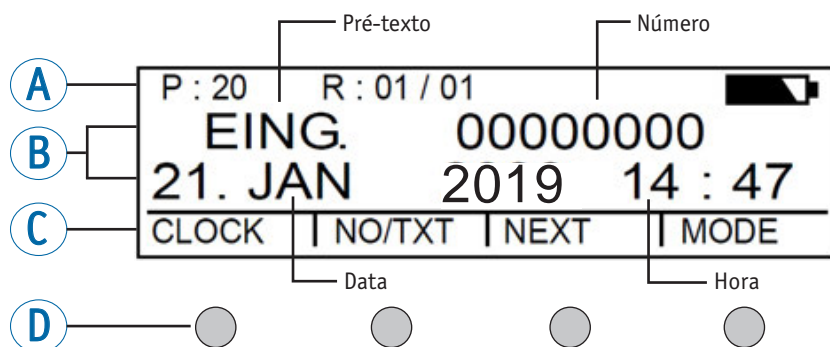 Pré-texto Número
A P : 20 R : 01 / 01
EING. 00000000
B
21. JAN 2019 14 : 47
C CLOCK NO/TXT NEXT MODE
Data Hora
D